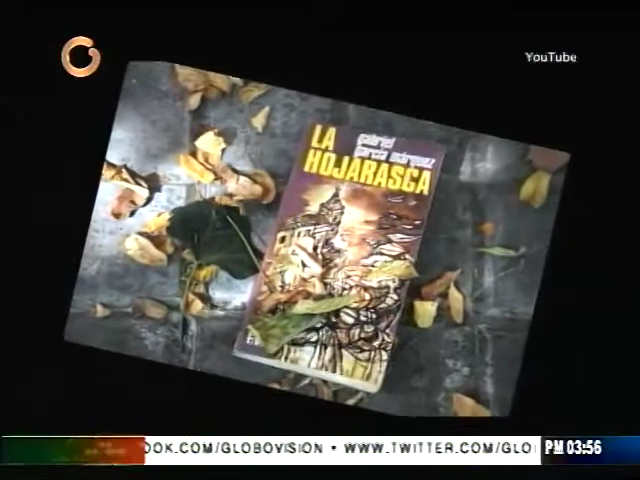 YouTube
LA
HOJARASCA
gabriel
garcía márquez
OOK.COM/GLOBOVISION • WWW.TWITTER.COM/GLO
PM 03:56